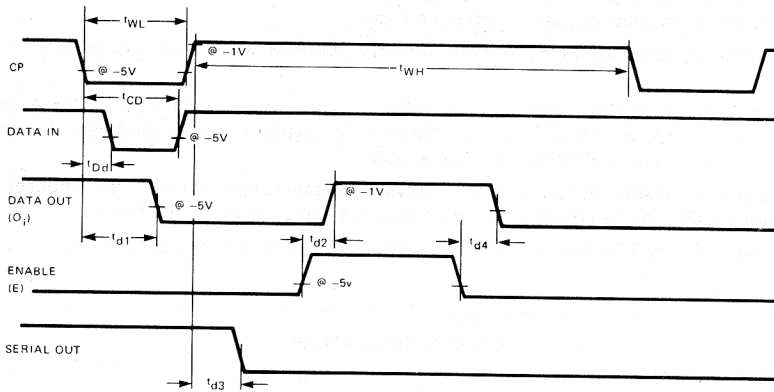 tWL
@ -1V
CP
@ -5V
tWH
tCD
DATA IN
@ -5V
tDd
DATA OUT
(Oi)
@ -5V
@ -1V
td1
td2
td4
ENABLE
(E)
@ -5v
SERIAL OUT
td3